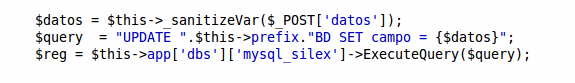 $datos = $this->_sanitizeVar($_POST['datos']);
$query  = "UPDATE ".$this->prefix."BD SET campo = {$datos}";
$reg = $this->app['dbs']['mysql_silex']->ExecuteQuery($query);